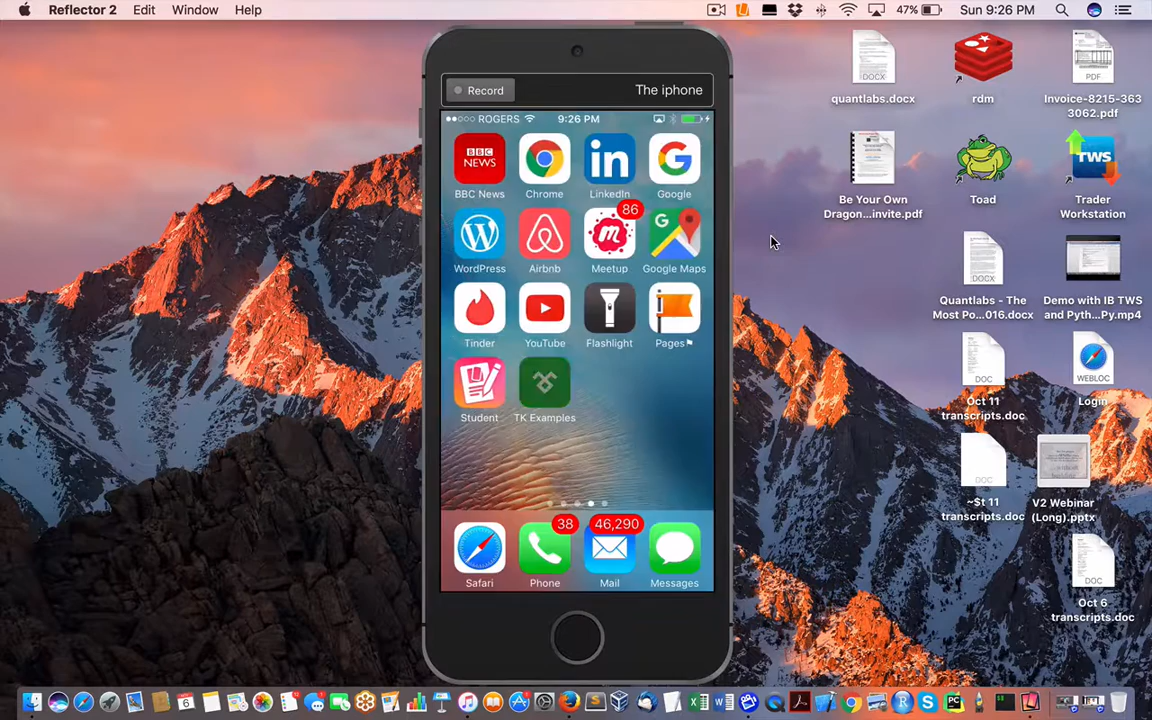 Reflector 2 Edit Window Help
47% Sun 9:26 PM
Record
The iphone
ROGERS 9:26 PM
BBC NEWS
in
G
BBC News Chrome LinkedIn Google
86
G
WordPress Airbnb Meetup Google Maps
Tinder YouTube Flashlight Pages
Student TK Examples
38 46,290
Safari Phone Mail Messages
DOCX
PDF
quantlabs.docx
rdm
Invoice-8215-363
3062.pdf
TWS
Be Your Own
Dragon...invite.pdf
Toad
Trader
Workstation
DOCX
Quantlabs - The
Most Po...016.docx
Demo with IB TWS
and Pyth...Py.mp4
DOC
WEBLOC
Oct 11
transcripts.doc
Login
DOC
~$t 11
transcripts.doc
V2 Webinar
(Long).pptx
DOC
Oct 6
transcripts.doc